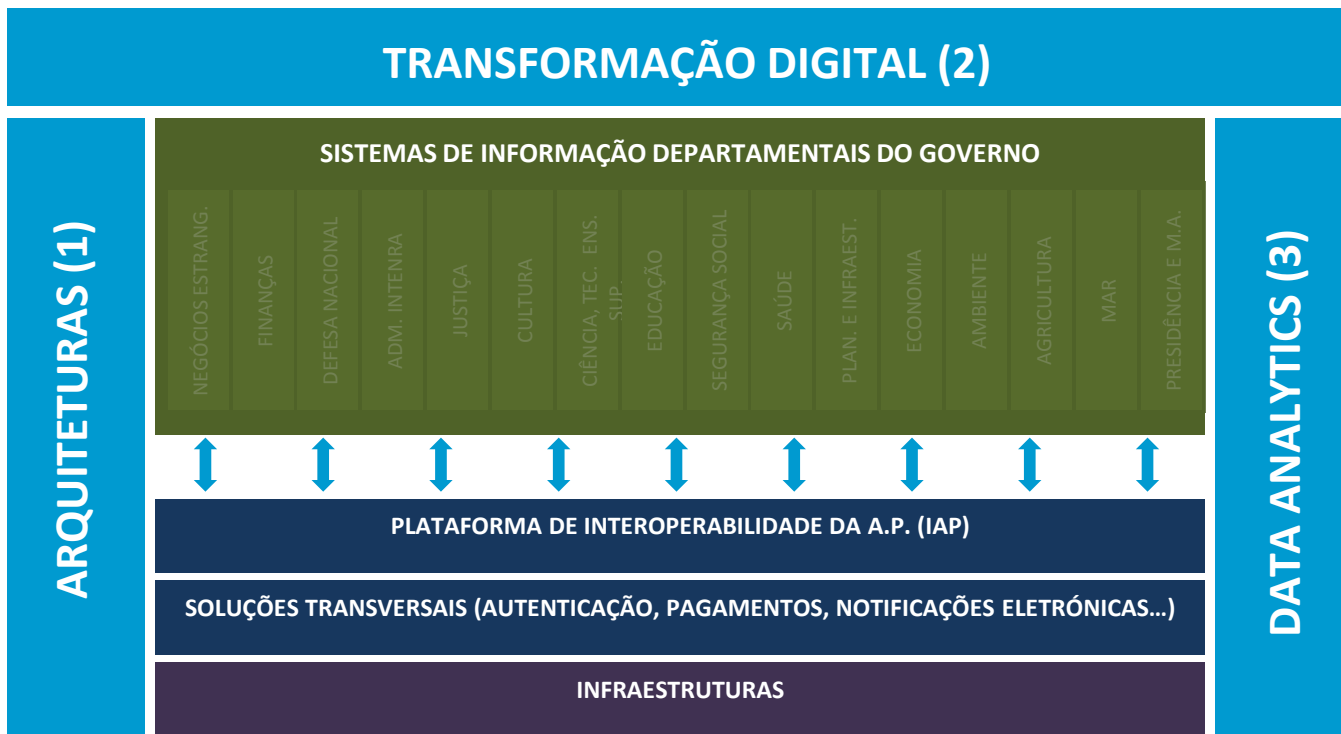 TRANSFORMAÇÃO DIGITAL (2)
ARQUITETURAS (1)
SISTEMAS DE INFORMAÇÃO DEPARTAMENTAIS DO GOVERNO
NEGÓCIOS ESTRANG.
FINANÇAS
DEFESA NACIONAL
ADM. INTENRA
JUSTIÇA
CULTURA
CIÊNCIA, TEC. ENS.
SUP.
EDUCAÇÃO
SEGURANÇA SOCIAL
SAÚDE
PLAN. E INFRAEST.
ECONOMIA
AMBIENTE
AGRICULTURA
MAR
PRESIDÊNCIA E M.A.
PLATAFORMA DE INTEROPERABILIDADE DA A.P. (IAP)
SOLUÇÕES TRANSVERSAIS (AUTENTICAÇÃO, PAGAMENTOS, NOTIFICAÇÕES ELETRÓNICAS…)
INFRAESTRUTURAS
DATA ANALYTICS (3)